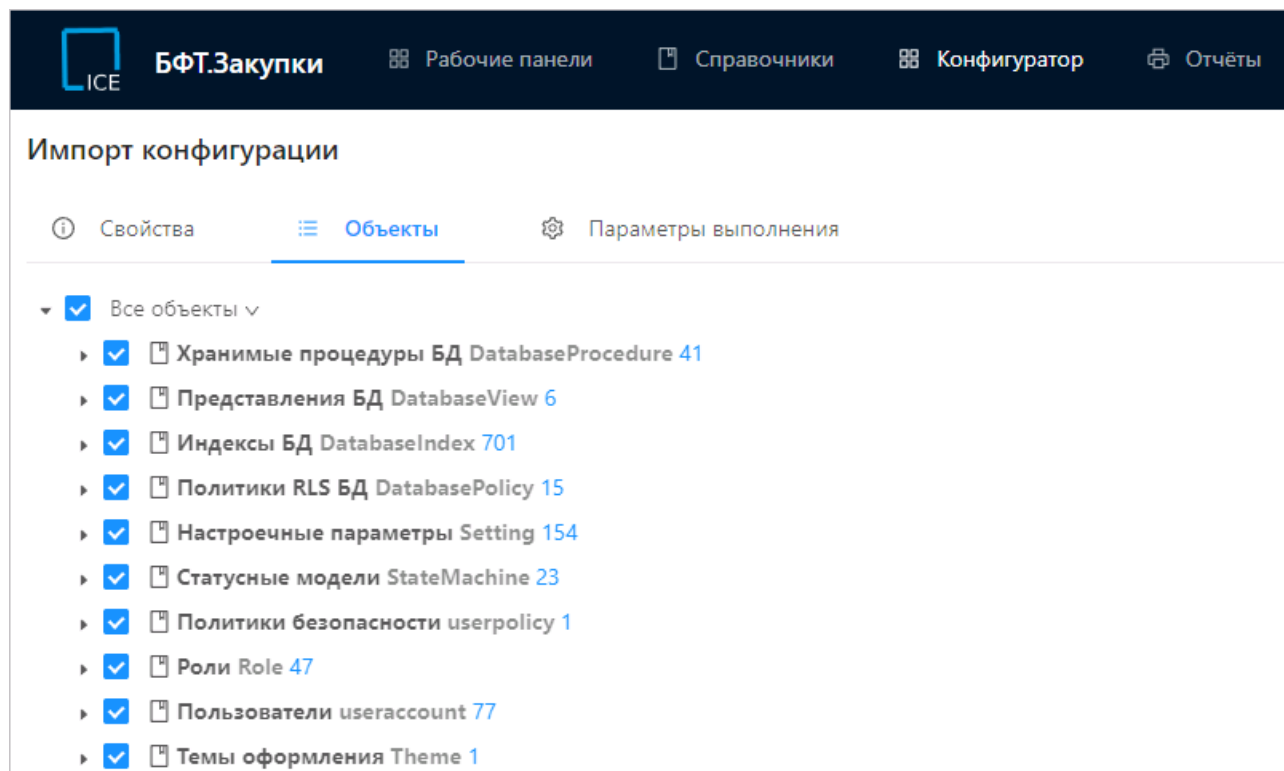 ICE БФТ.Закупки Рабочие панели Справочники Конфигуратор Отчёты
Импорт конфигурации
Свойства Объекты Параметры выполнения
Все объекты
Хранимые процедуры БД DatabaseProcedure 41
Представления БД DatabaseView 6
Индексы БД DatabaseIndex 701
Политики RLS БД DatabasePolicy 15
Настроечные параметры Setting 154
Статусные модели StateMachine 23
Политики безопасности userpolicy 1
Роли Role 47
Пользователи useraccount 77
Темы оформления Theme 1